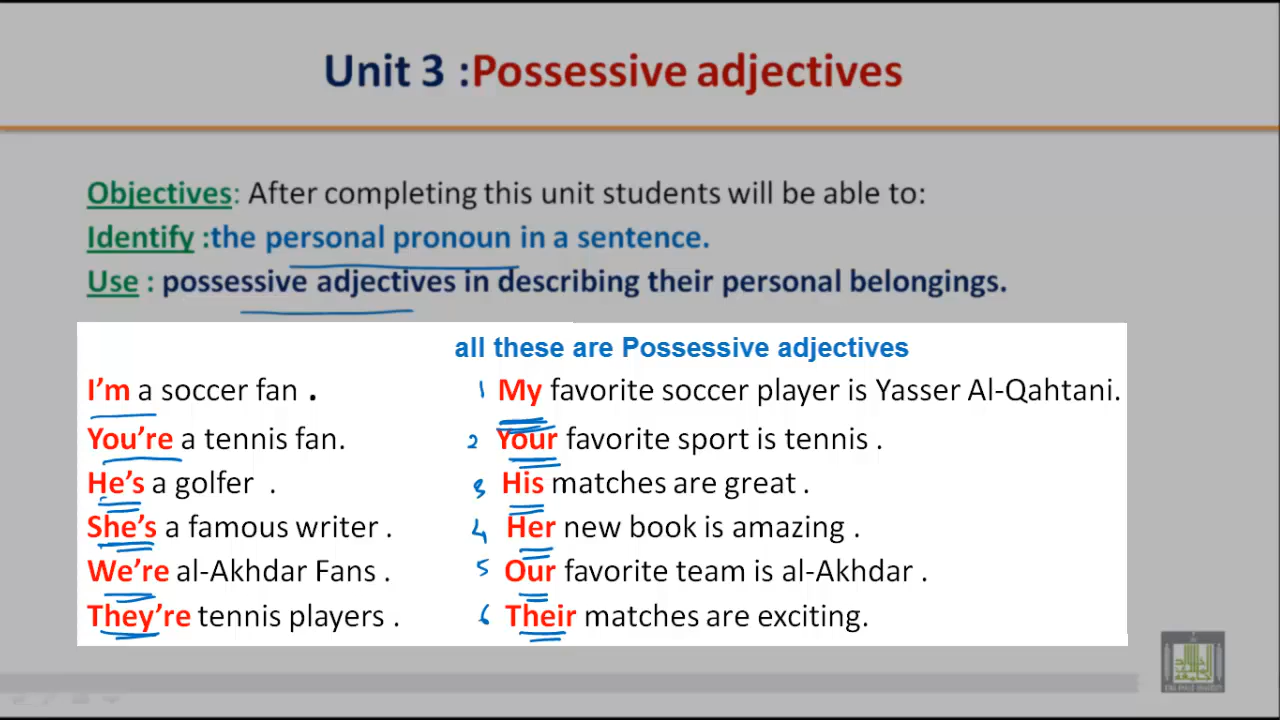 Unit 3 :Possessive adjectives
Objectives: After completing this unit students will be able to:
Identify :the personal pronoun in a sentence.
Use : possessive adjectives in describing their personal belongings.
all these are Possessive adjectives
I'm a soccer fan . 1 My favorite soccer player is Yasser Al-Qahtani.
You're a tennis fan. 2 Your favorite sport is tennis .
He's a golfer . 3 His matches are great .
She's a famous writer . 4 Her new book is amazing .
We're al-Akhdar Fans . 5 Our favorite team is al-Akhdar .
They're tennis players . 6 Their matches are exciting.